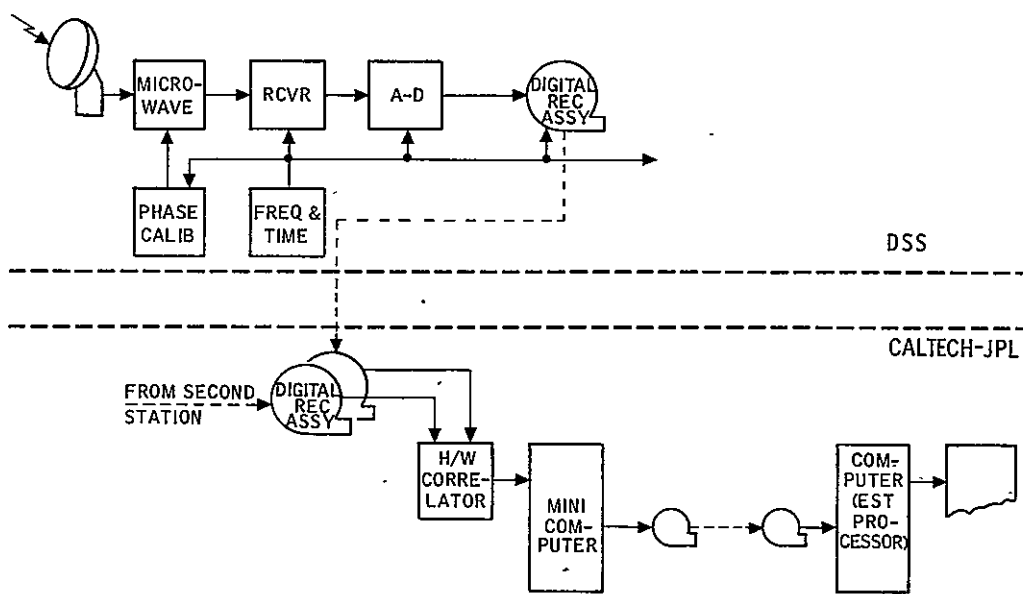 MICRO-
WAVE
RCVR
A-D
DIGITAL
REC
ASSY
PHASE
CALIB
FREQ &
TIME
DSS
CALTECH-JPL
FROM SECOND
STATION
DIGITAL
REC
ASSY
H/W
CORRE-
LATOR
MINI
COM-
PUTER
COM-
PUTER
(EST
PRO-
CESSOR)